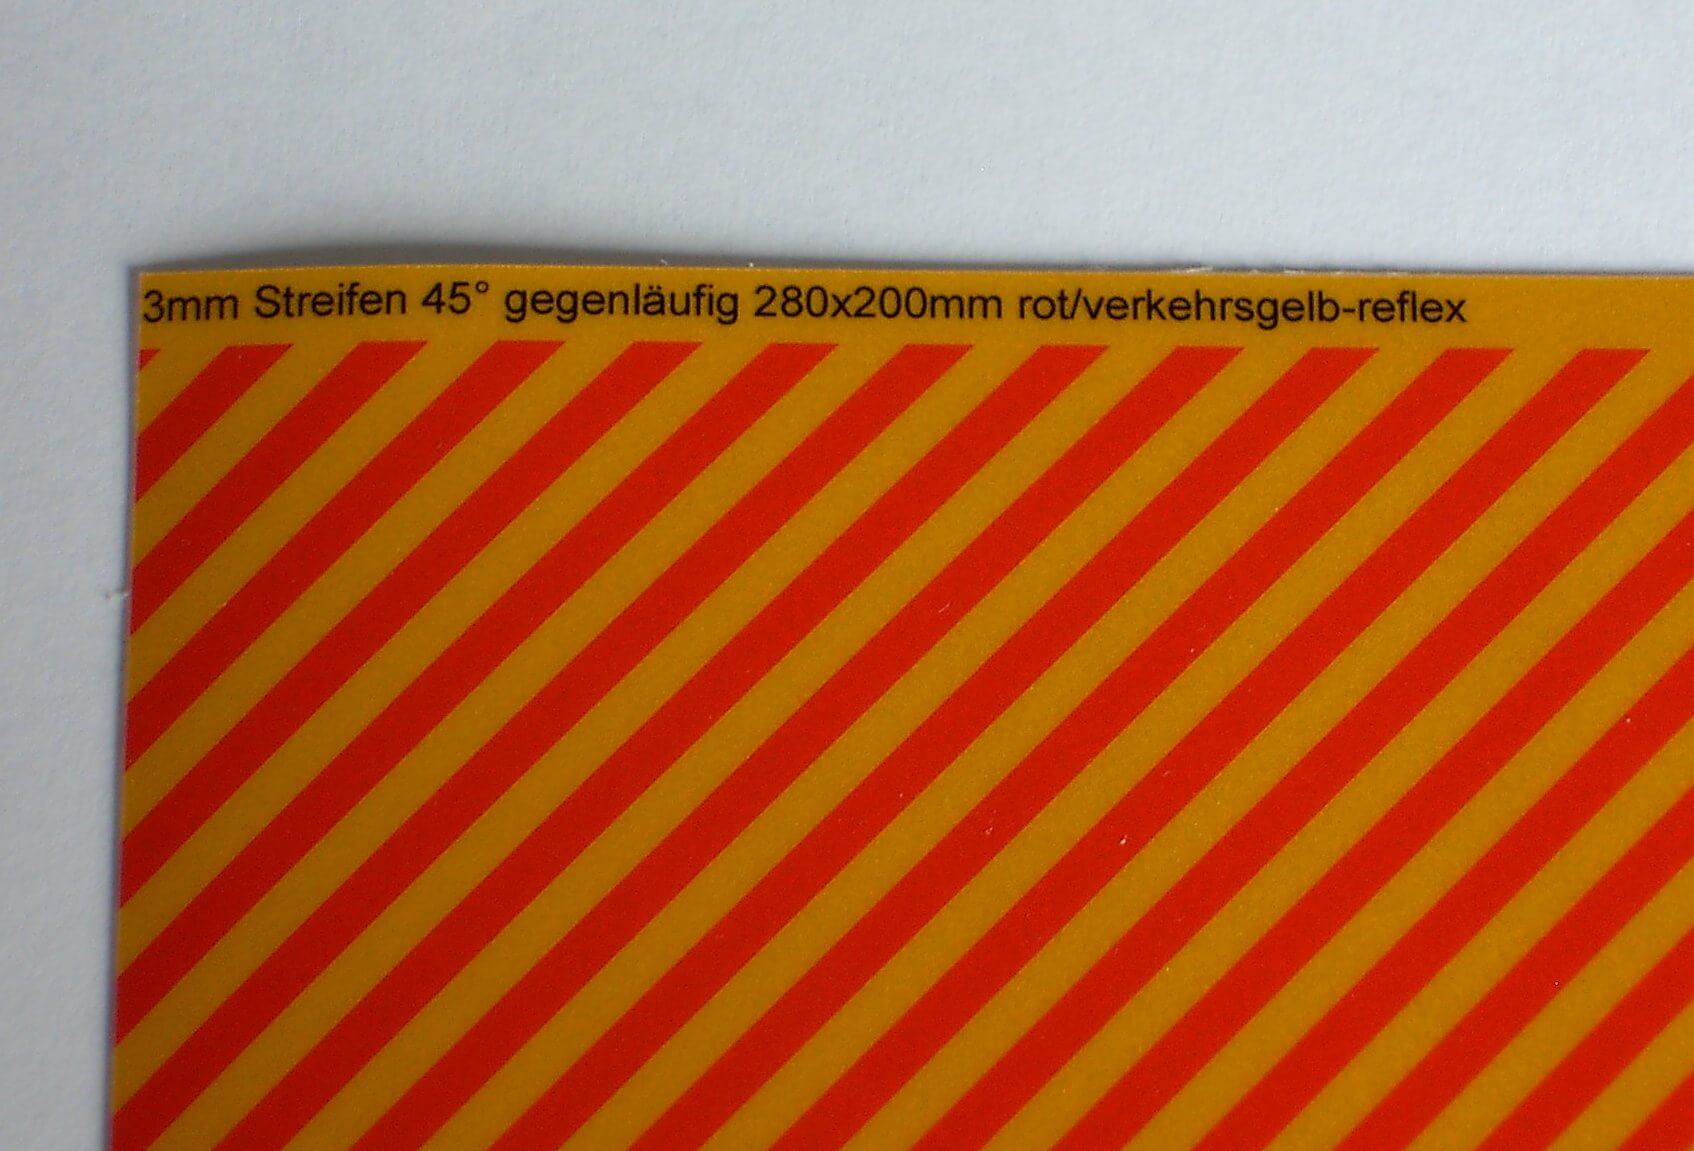 3mm Streifen 45° gegenläufig 280x200mm rot/verkehrsgelb-reflex